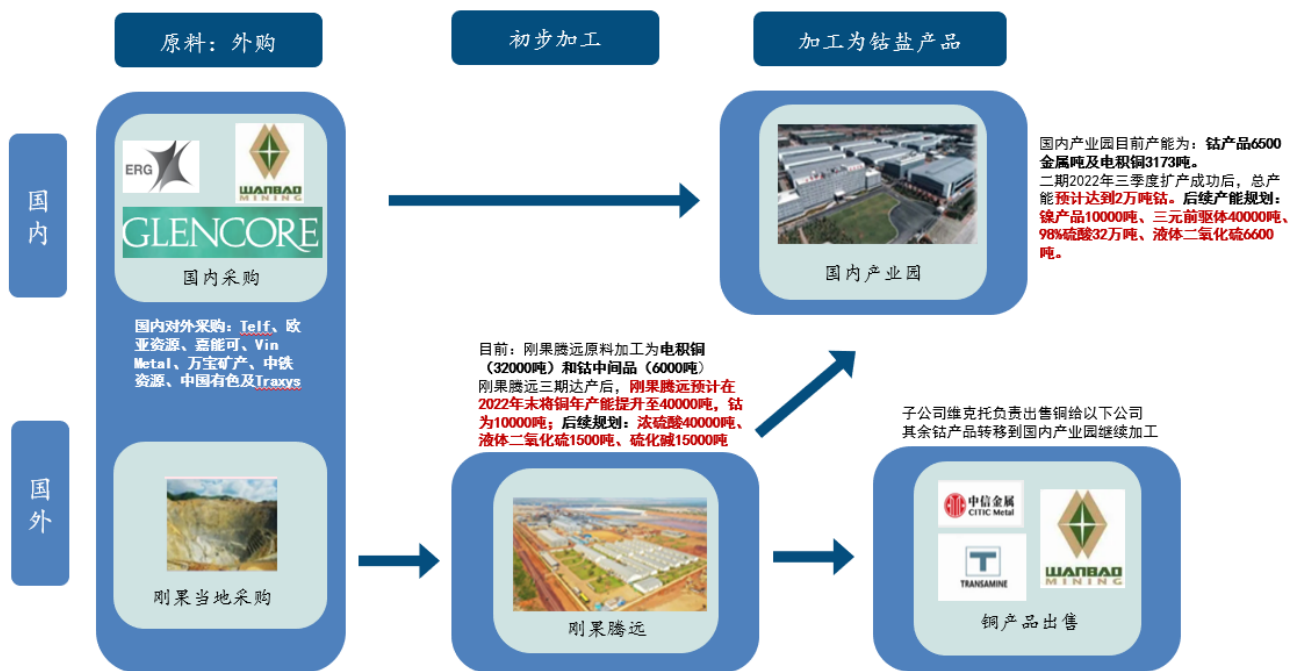 原料：外购
初步加工
加工为钴盐产品
国内
ERG
WANBAO
MINING
GLENCORE
国内采购
国内产业园
国内产业园目前产能为：钴产品6500
金属吨及电积铜3173吨。
二期2022年三季度扩产成功后，总产
能预计达到2万吨钴。后续产能规划：
镍产品10000吨、三元前驱体40000吨、
98%硫酸32万吨、液体二氧化硫6600
吨。
国内对外采购：Telf、欧
亚资源、嘉能可、Vin
Metal、万宝矿产、中铁
资源、中国有色及Traxys
目前：刚果腾远原料加工为电积铜
（32000吨）和钴中间品（6000吨）
刚果腾远三期达产后，刚果腾远预计在
2022年末将铜年产能提升至40000吨，钴
为10000吨；后续规划：浓硫酸40000吨、
液体二氧化硫1500吨、硫化碱15000吨
子公司维克托负责出售铜给以下公司
其余钴产品转移到国内产业园继续加工
国外
刚果当地采购
刚果腾远
中信金属
CITIC Metal
TRANSAMINE
WANBAO
MINING
铜产品出售